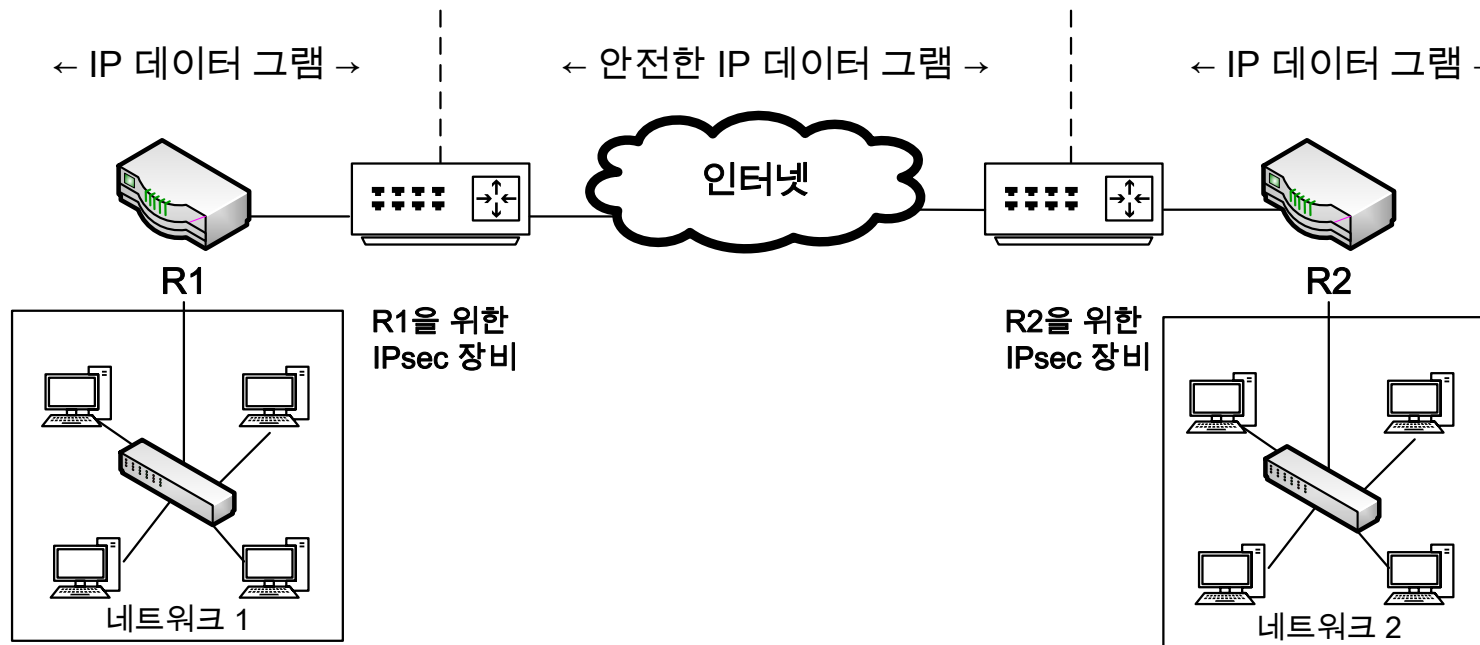 ← IP 데이터 그램 →
← 안전한 IP 데이터 그램 →
← IP 데이터 그램 →
인터넷
R1
R2
R1을 위한
IPsec 장비
R2을 위한
IPsec 장비
네트워크 1
네트워크 2